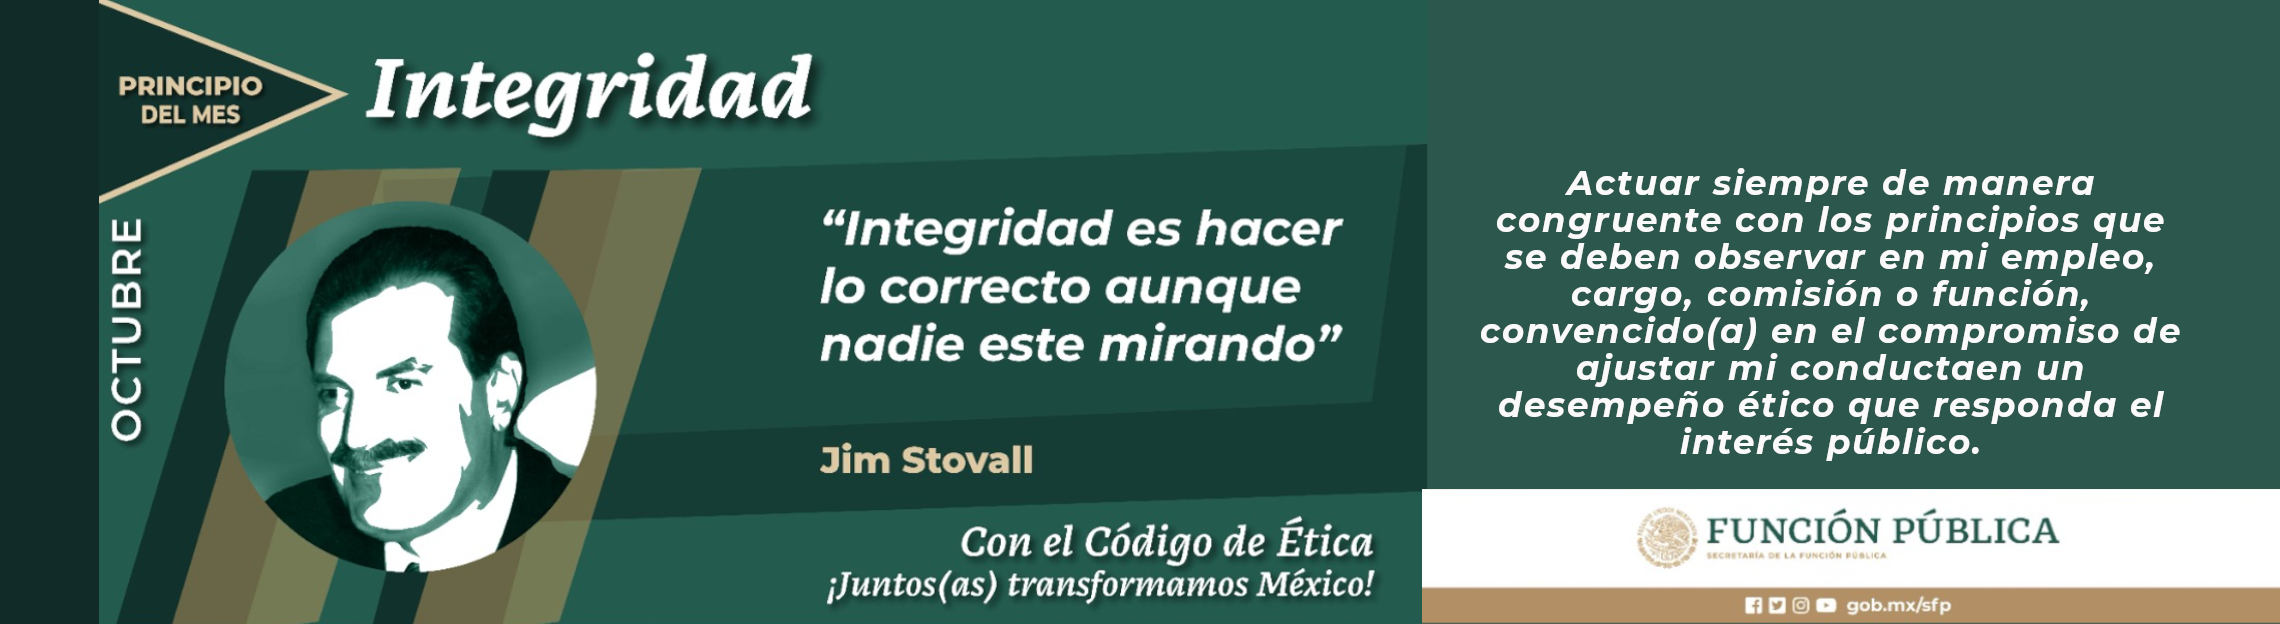 PRINCIPIO
DEL MES
Integridad
OCTUBRE
“Integridad es hacer
lo correcto aunque
nadie este mirando”
Jim Stovall
Con el Código de Ética
¡Juntos(as) transformamos México!
Actuar siempre de manera
congruente con los principios que
se deben observar en mi empleo,
cargo, comisión o función,
convencido(a) en el compromiso de
ajustar mi conductaen un
desempeño ético que responda el
interés público.
FUNCIÓN PÚBLICA
SECRETARÍA DE LA FUNCIÓN PÚBLICA
gob.mx/sfp